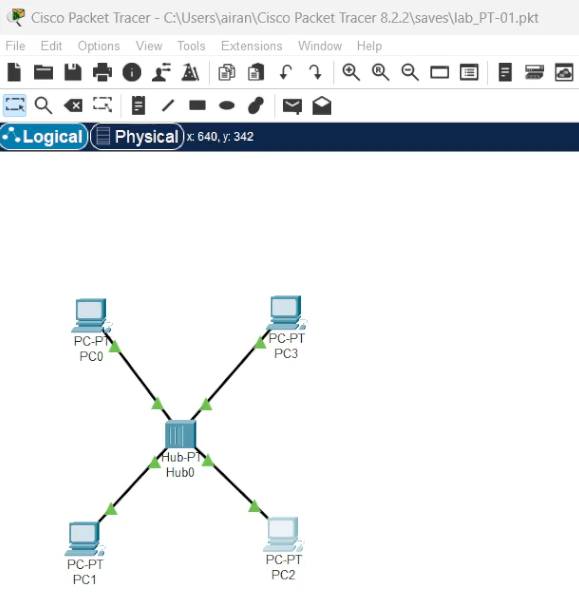 Cisco Packet Tracer - C:\Users\airan\Cisco Packet Tracer 8.2.2\saves\lab_PT-01.pkt
File Edit Options View Tools Extensions Window Help
Logical Physical x: 640, y: 342
PC-PT
PC0
PC-PT
PC3
Hub-PT
Hub0
PC-PT
PC1
PC-PT
PC2